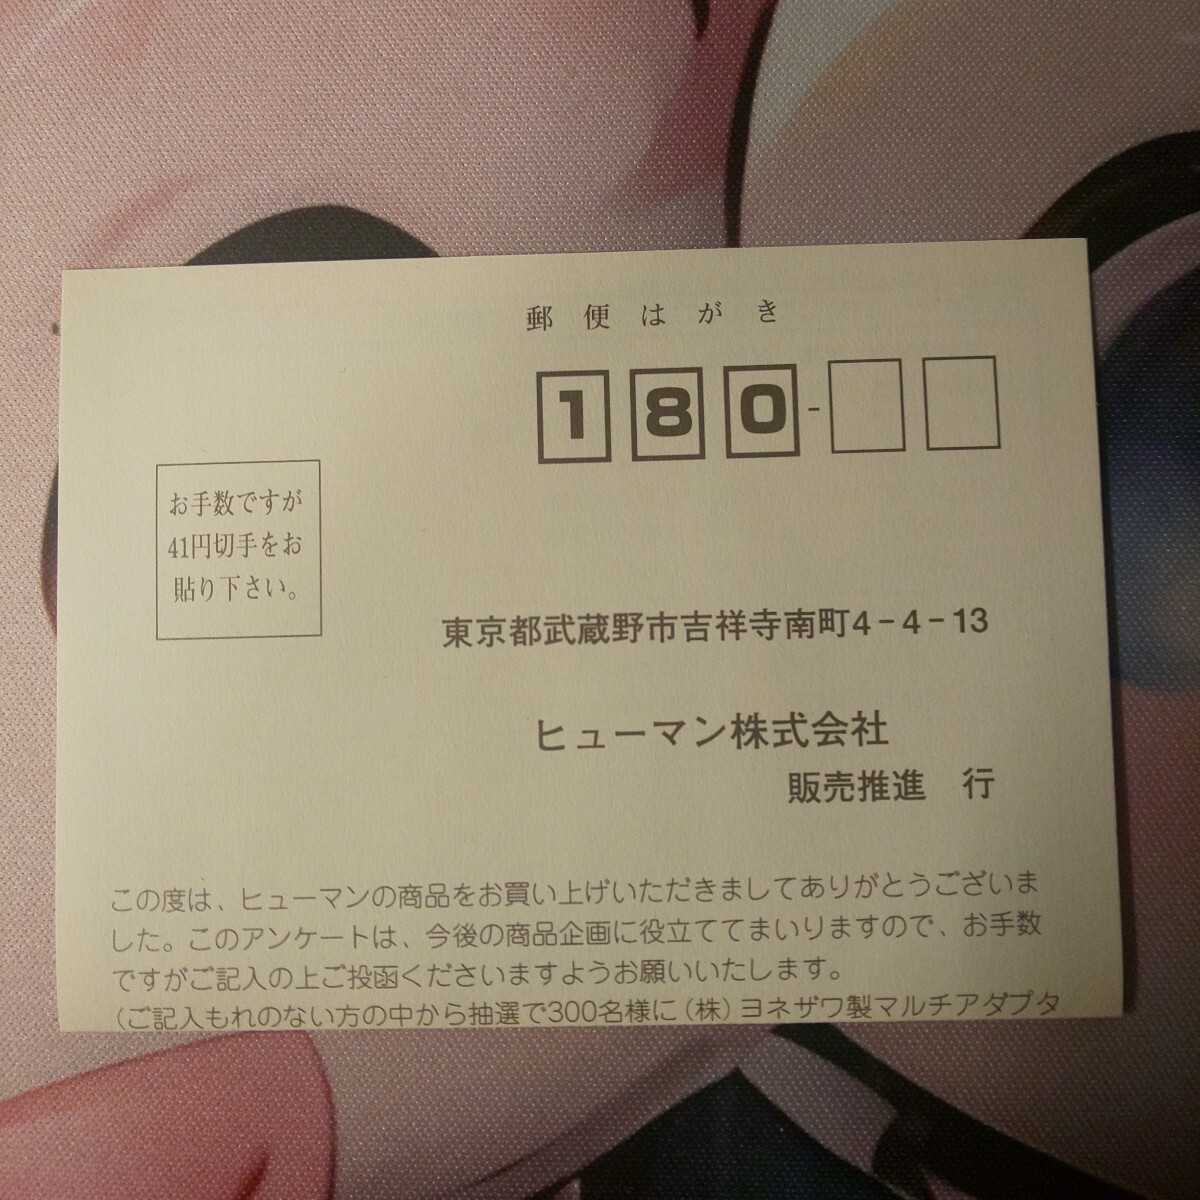 郵便はがき
180-
お手数ですが
41円切手をお
貼り下さい。
東京都武蔵野市吉祥寺南町4-4-13
ヒューマン株式会社
販売推進　行
この度は、ヒューマンの商品をお買い上げいただきましてありがとうございま
した。このアンケートは、今後の商品企画に役立ててまいりますので、お手数
ですがご記入の上ご投函くださいますようお願いいたします。
(ご記入もれのない方の中から抽選で300名様に(株)ヨネザワ製マルチアダプタ